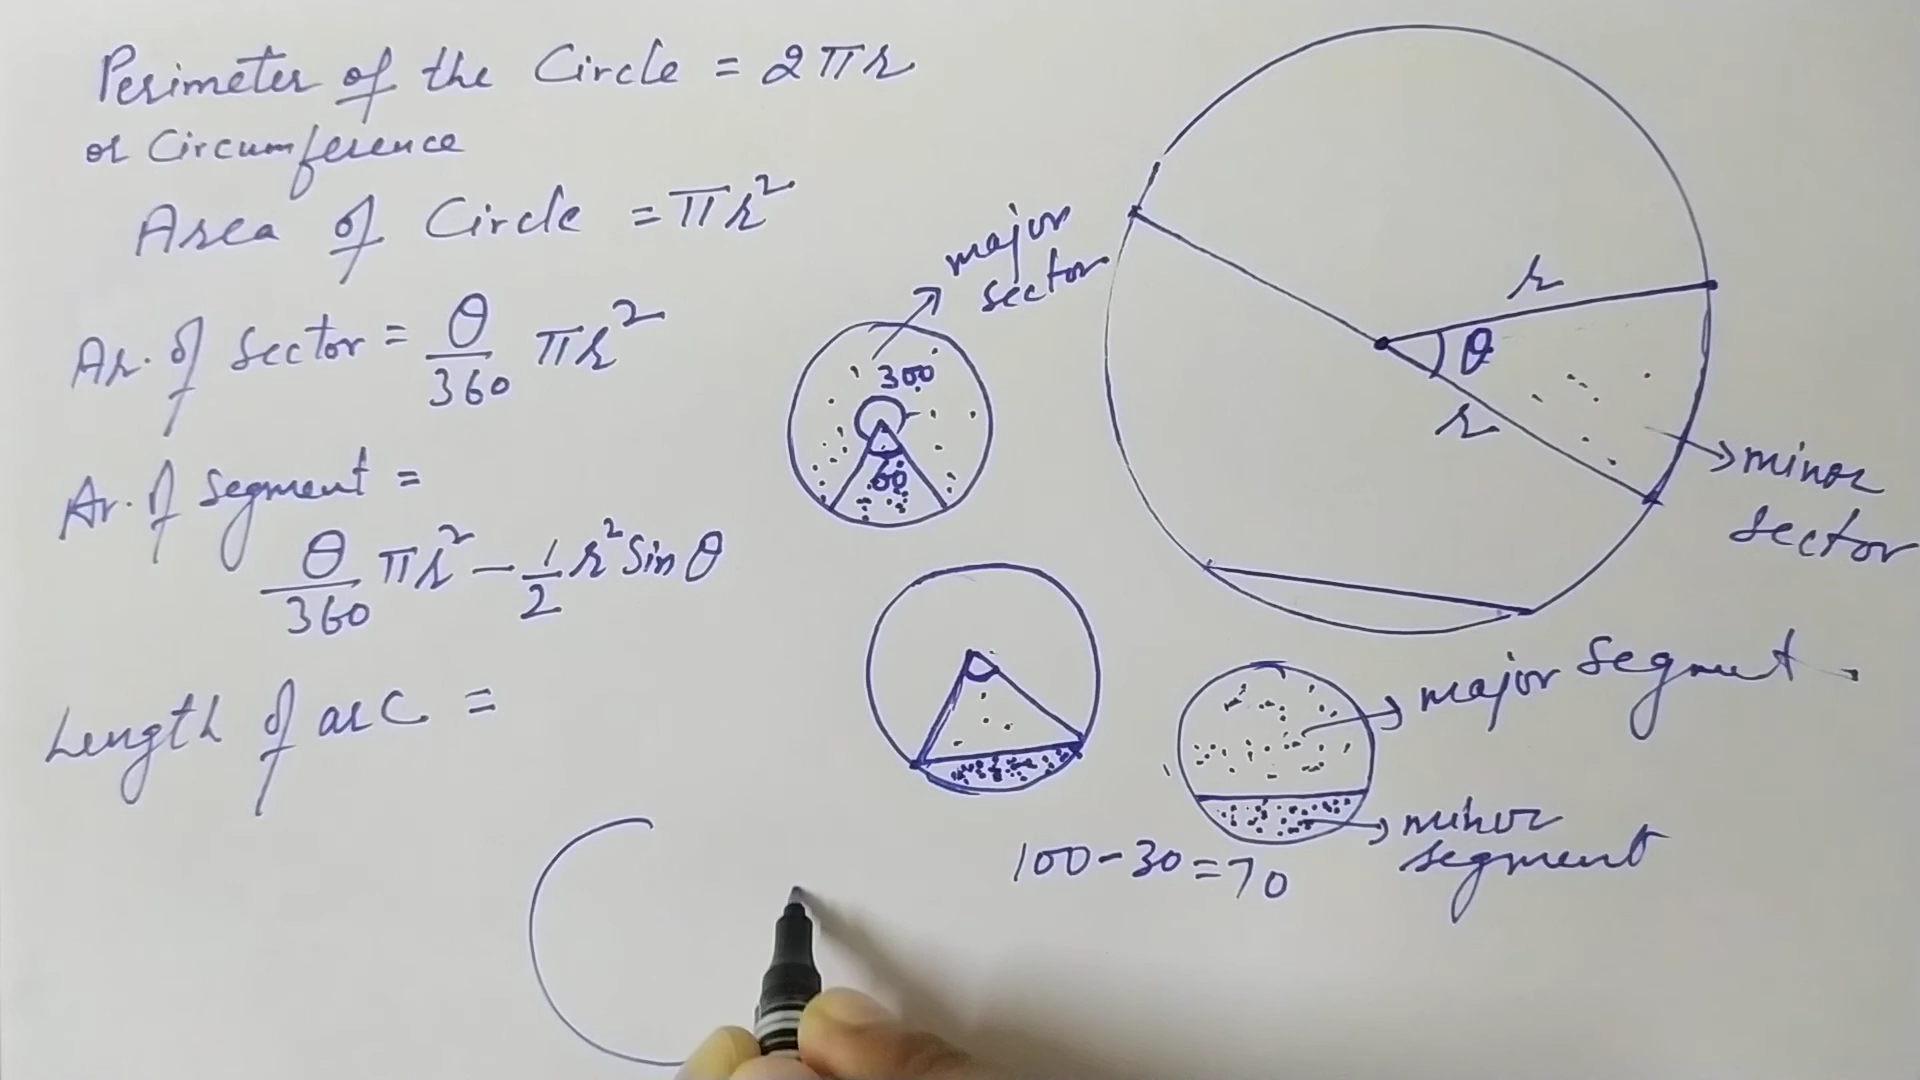 Perimeter of the Circle = 2πr
or Circumference
Area of Circle = πr²
Ar. of Sector = θ/360 πr²
Ar. of Segment =
θ/360 πr² - 1/2 r² Sin θ
Length of arc =
major
sector
300
60
r
θ
r
minor
sector
major segment
minor
segment
100-30=70